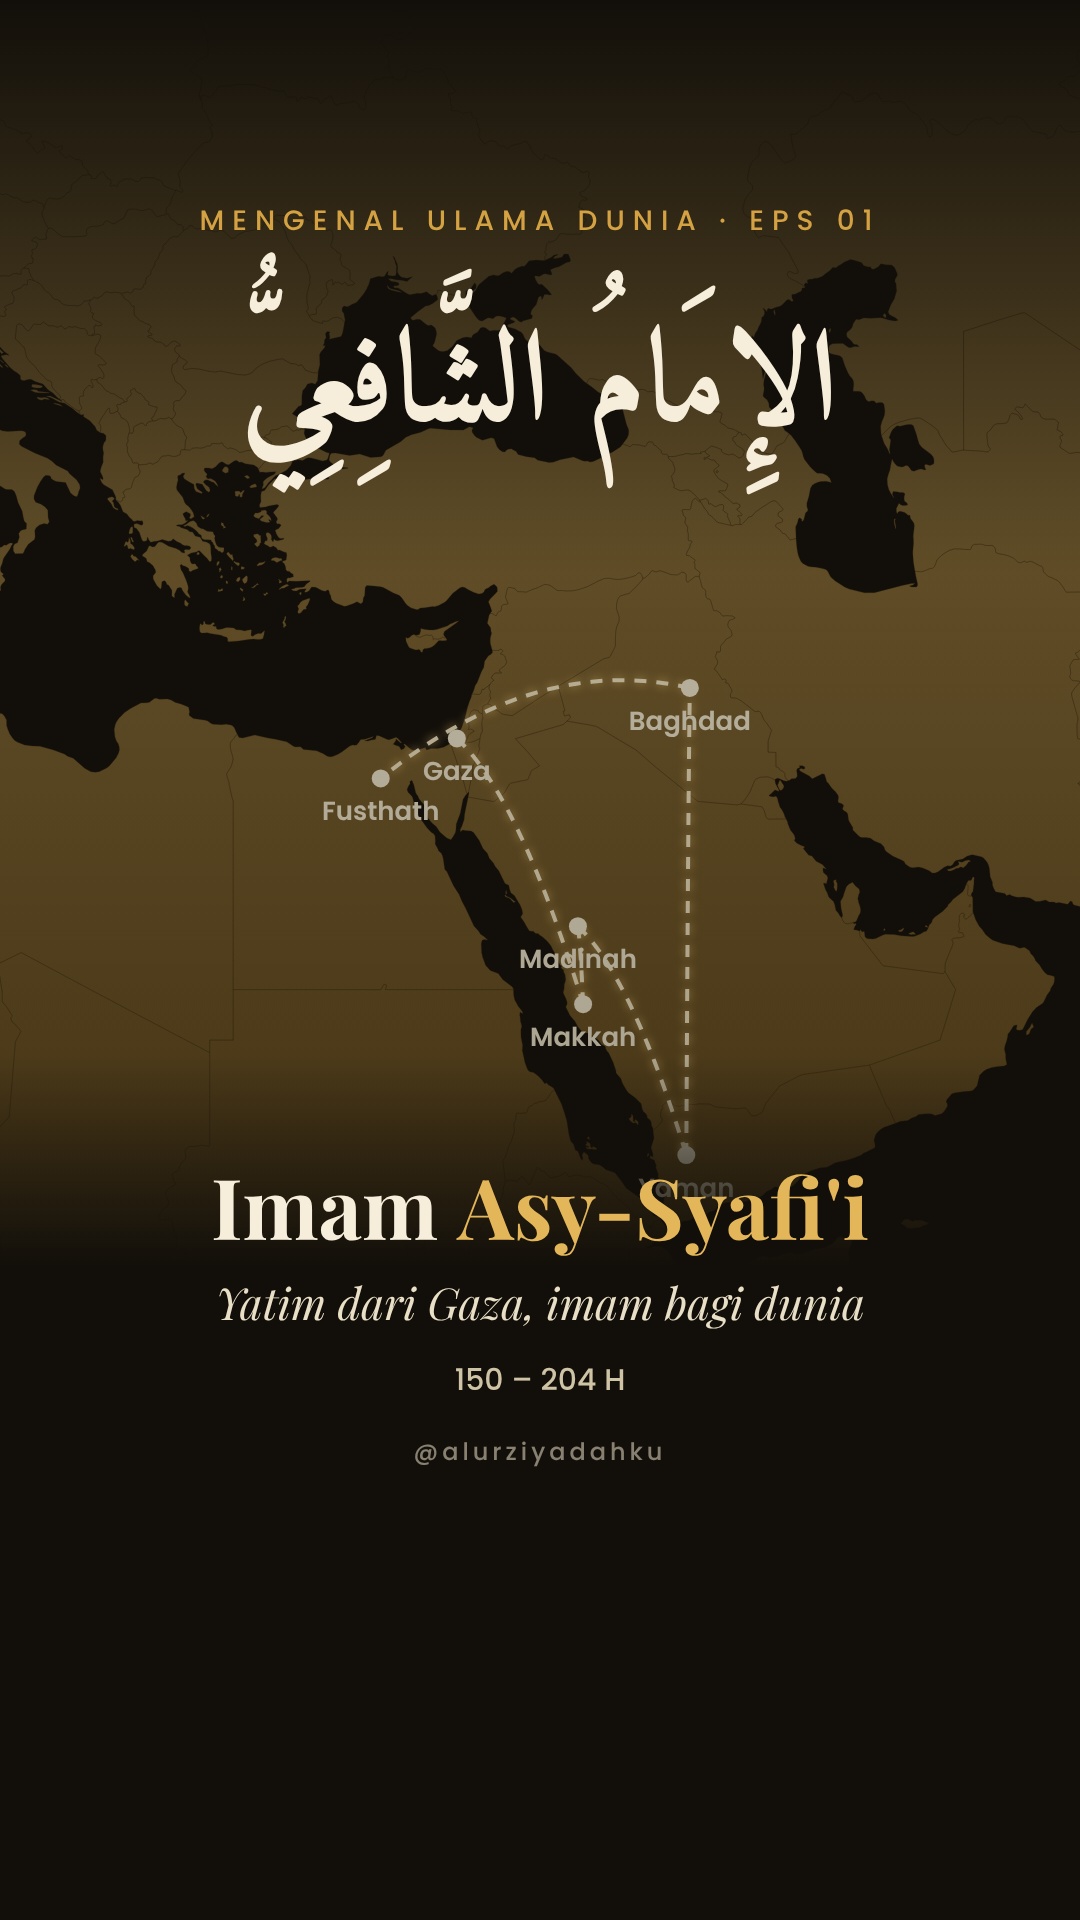 MENGENAL ULAMA DUNIA · EPS 01
الإِمَامُ الشَّافِعِيُّ
Baghdad
Gaza
Fusthath
Madinah
Makkah
Yaman
Imam Asy-Syafi'i
Yatim dari Gaza, imam bagi dunia
150 – 204 H
@alurziyadahku